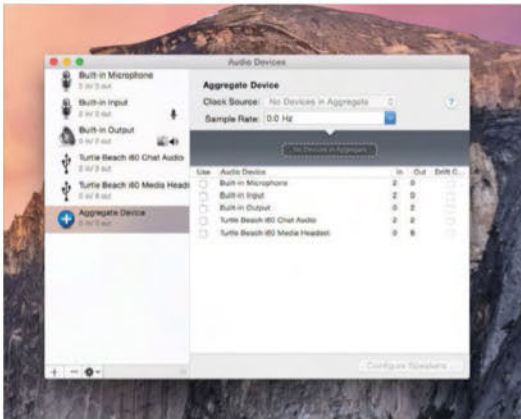 Audio Devices
Built-in Microphone
2 in/ 0 out
Built-in Input
2 in/ 0 out
Built-in Output
0 in/ 2 out
Turtle Beach i60 Chat Audio
2 in/ 2 out
Turtle Beach i60 Media Heads
0 in/ 8 out
Aggregate Device
0 in/ 0 out
Aggregate Device
Clock Source: No Devices in Aggregate
?
Sample Rate: 0.0 Hz
No Devices in Aggregate
Use Audio Device In Out Drift C...
Built-in Microphone 2 0
Built-in Input 2 0
Built-in Output 0 2
Turtle Beach i60 Chat Audio 2 2
Turtle Beach i60 Media Headset 0 8
Configure Speakers...